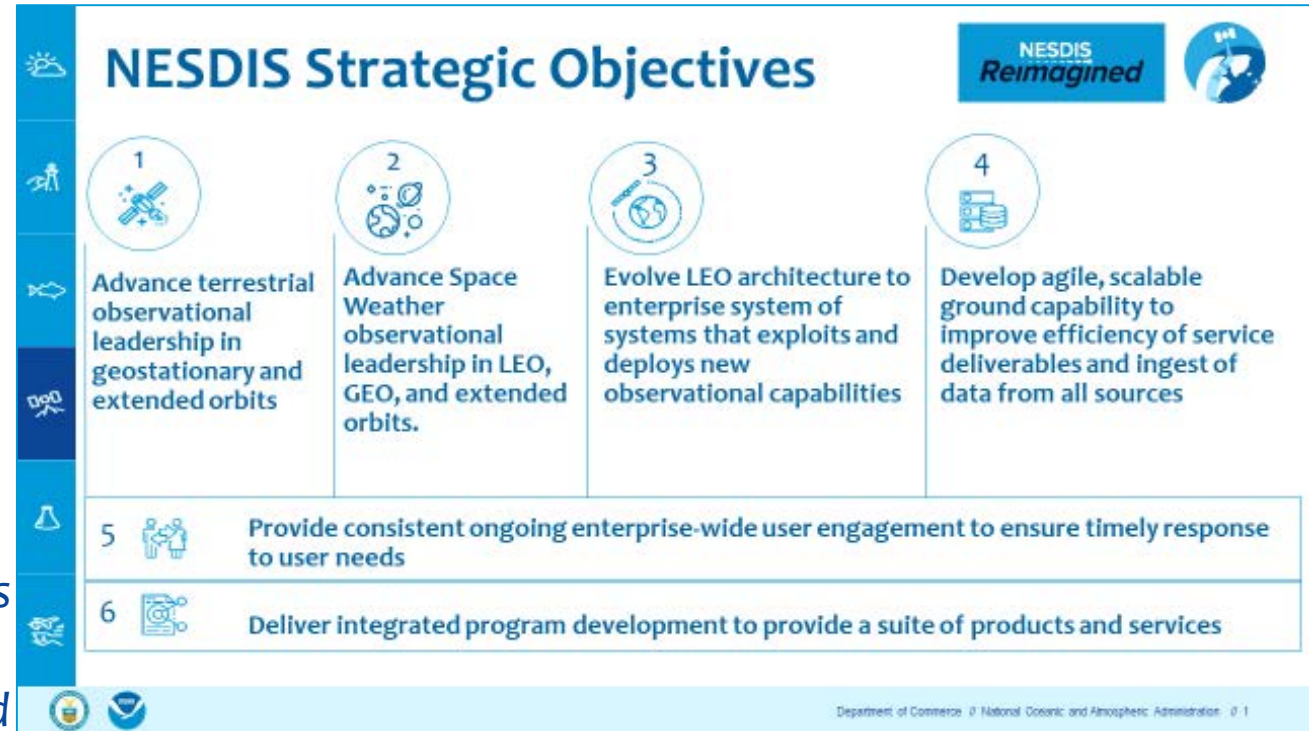 NESDIS Strategic Objectives
NESDIS
Reimagined
1
Advance terrestrial
observational
leadership in
geostationary and
extended orbits
2
Advance Space
Weather
observational
leadership in LEO,
GEO, and extended
orbits.
3
Evolve LEO architecture to
enterprise system of
systems that exploits and
deploys new
observational capabilities
4
Develop agile, scalable
ground capability to
improve efficiency of service
deliverables and ingest of
data from all sources
5
Provide consistent ongoing enterprise-wide user engagement to ensure timely response
to user needs
s
6
Deliver integrated program development to provide a suite of products and services
d
Department of Commerce // National Oceanic and Atmospheric Administration // 1